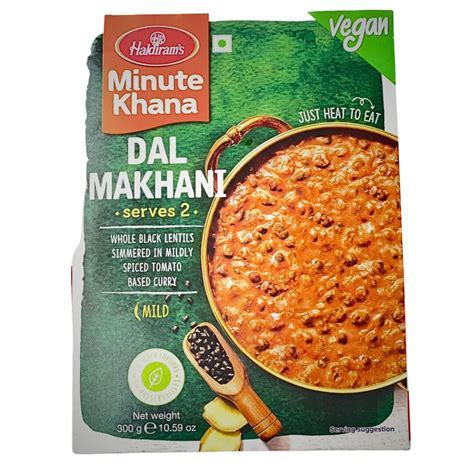 Haldiram's
vegan
Minute
Khana
JUST HEAT TO EAT
DAL
MAKHANI
serves 2
WHOLE BLACK LENTILS
SIMMERED IN MILDLY
SPICED TOMATO
BASED CURRY
MILD
Net weight
300 g e 10.59 oz
Serving suggestion